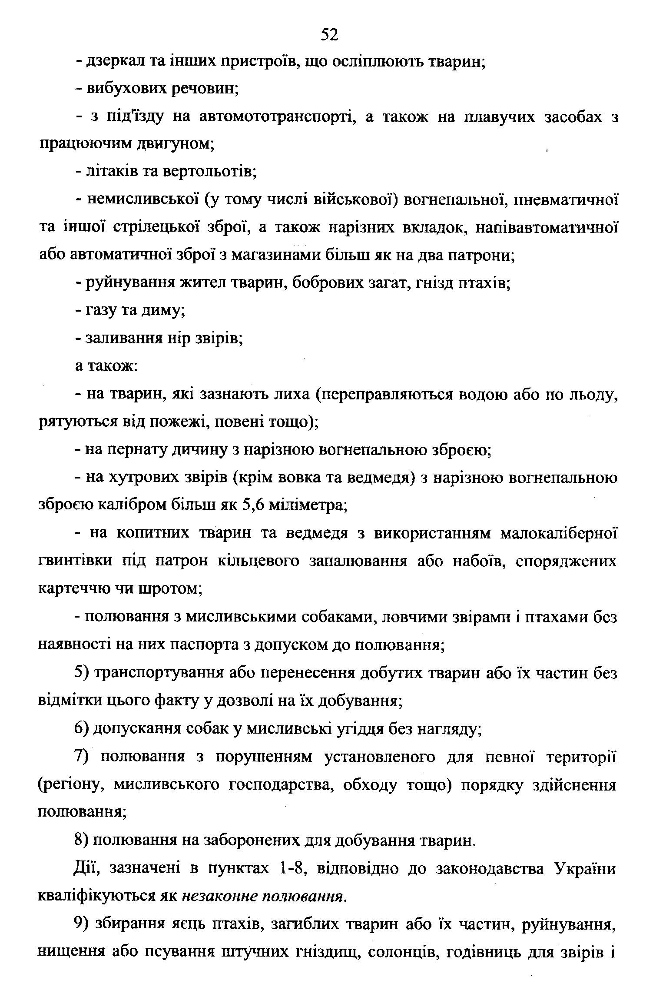 52
- дзеркал та інших пристроїв, що осліплюють тварин;
- вибухових речовин;
- з під'їзду на автомототранспорті, а також на плавучих засобах з
працюючим двигуном;
- літаків та вертольотів;
- немисливської (у тому числі військової) вогнепальної, пневматичної
та іншої стрілецької зброї, а також нарізних вкладок, напівавтоматичної
або автоматичної зброї з магазинами більш як на два патрони;
- руйнування жител тварин, бобрових загат, гнізд птахів;
- газу та диму;
- заливання нір звірів;
а також:
- на тварин, які зазнають лиха (переправляються водою або по льоду,
рятуються від пожежі, повені тощо);
- на пернату дичину з нарізною вогнепальною зброєю;
- на хутрових звірів (крім вовка та ведмедя) з нарізною вогнепальною
зброєю калібром більш як 5,6 міліметра;
- на копитних тварин та ведмедя з використанням малокаліберної
гвинтівки під патрон кільцевого запалювання або набоїв, споряджених
картеччю чи шротом;
- полювання з мисливськими собаками, ловчими звірами і птахами без
наявності на них паспорта з допуском до полювання;
5) транспортування або перенесення добутих тварин або їх частин без
відмітки цього факту у дозволі на їх добування;
6) допускання собак у мисливські угіддя без нагляду;
7) полювання з порушенням установленого для певної території
(регіону, мисливського господарства, обходу тощо) порядку здійснення
полювання;
8) полювання на заборонених для добування тварин.
Дії, зазначені в пунктах 1-8, відповідно до законодавства України
кваліфікуються як незаконне полювання.
9) збирання яєць птахів, загиблих тварин або їх частин, руйнування,
нищення або псування штучних гніздищ, солонців, годівниць для звірів і